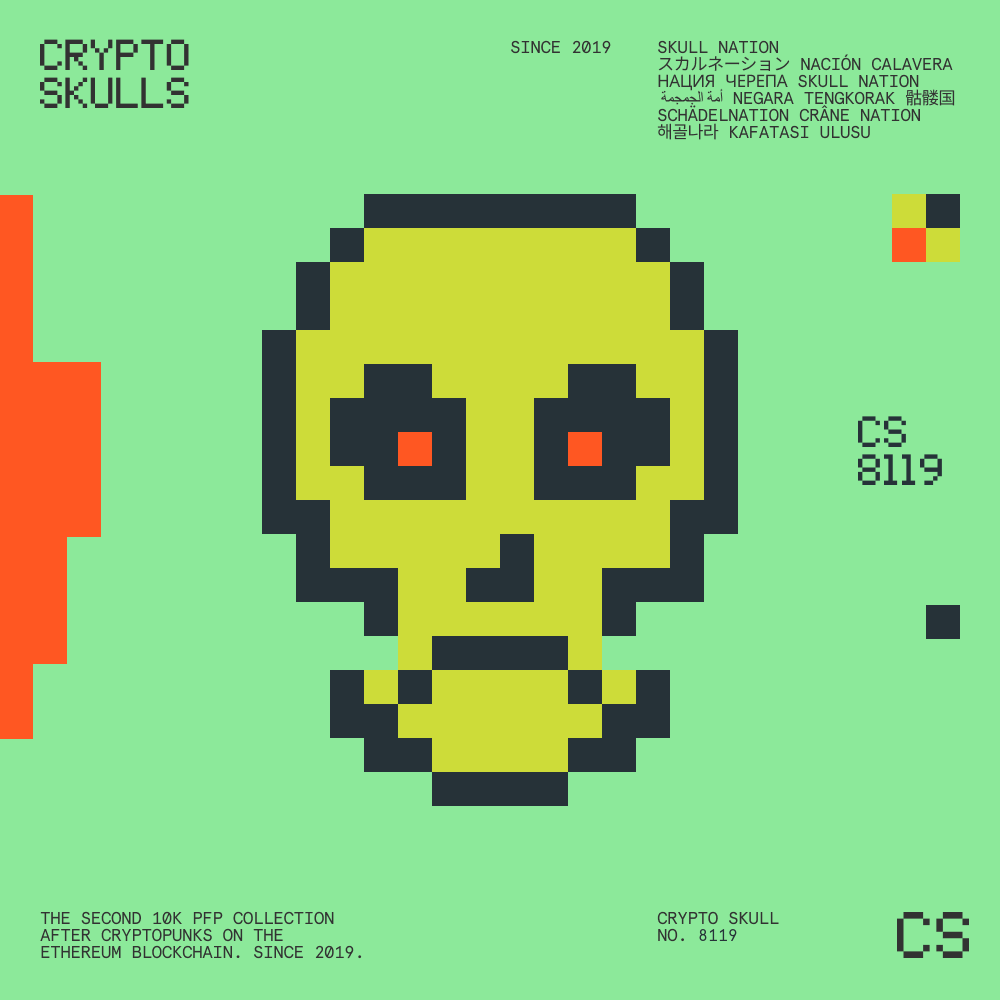 CRYPTO
SKULLS
SINCE 2019
SKULL NATION
スカルネーション NACIÓN CALAVERA
НАЦИЯ ЧЕРЕПА SKULL NATION
أمة الجمجمة NEGARA TENGKORAK 骷髅国
SCHÄDELNATION CRÂNE NATION
해골나라 KAFATASI ULUSU
CS
8119
THE SECOND 10K PFP COLLECTION
AFTER CRYPTOPUNKS ON THE
ETHEREUM BLOCKCHAIN. SINCE 2019.
CRYPTO SKULL
NO. 8119
CS